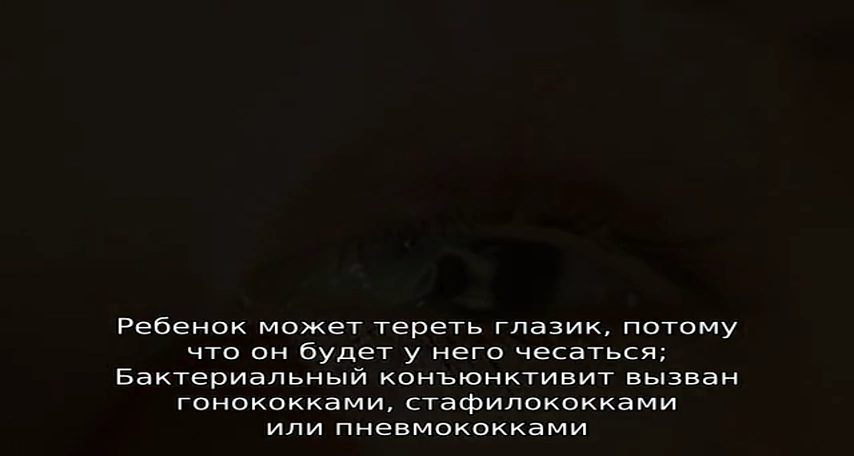 Ребенок может тереть глазик, потому
что он будет у него чесаться;
Бактериальный конъюнктивит вызван
гонококками, стафилококками
или пневмококками